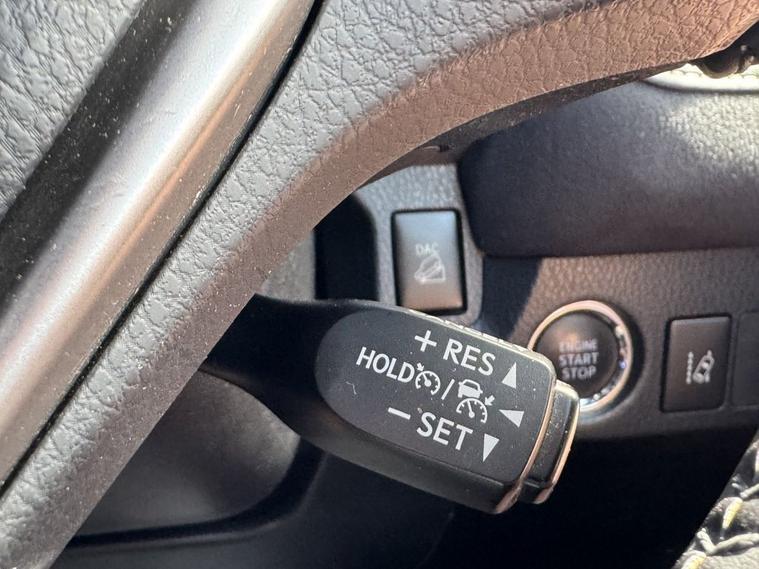 DAC
+ RES
HOLD /
− SET
ENGINE
START
STOP